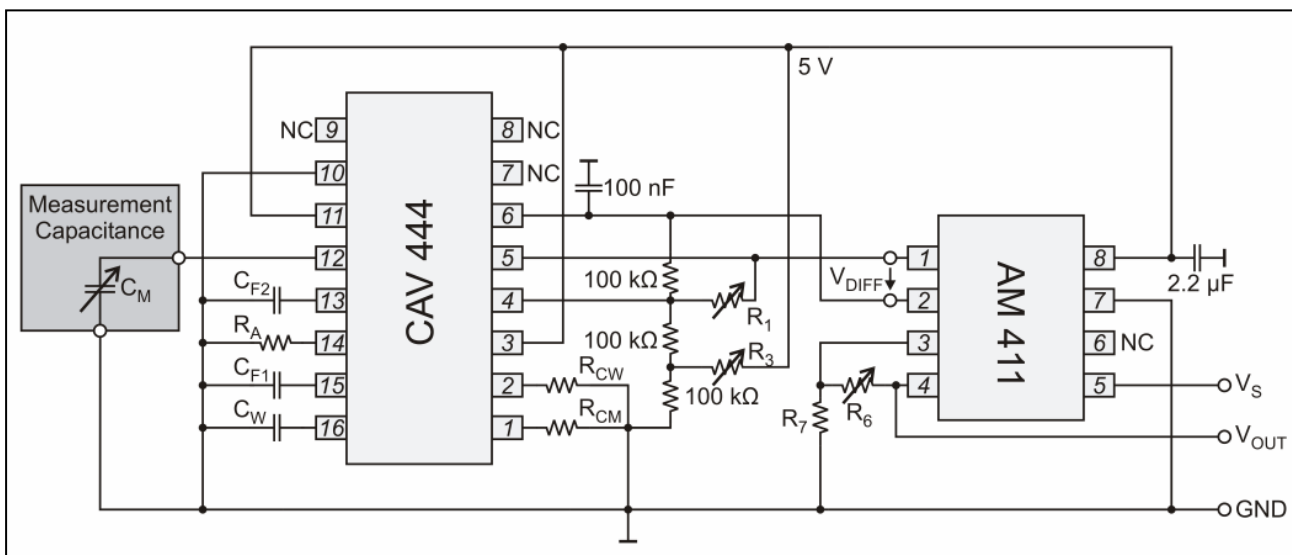 5 V
NC 9
8 NC
10
7 NC
100 nF
Measurement
Capacitance
C_M
11
6
12
5
13
4
14
3
15
2
16
1
CAV 444
C_F2
R_A
C_F1
C_W
100 kΩ
100 kΩ
100 kΩ
R_1
R_3
R_CW
R_CM
V_DIFF
1
8
2
7
3
6 NC
4
5
AM 411
2.2 µF
R_7
R_6
V_S
V_OUT
GND